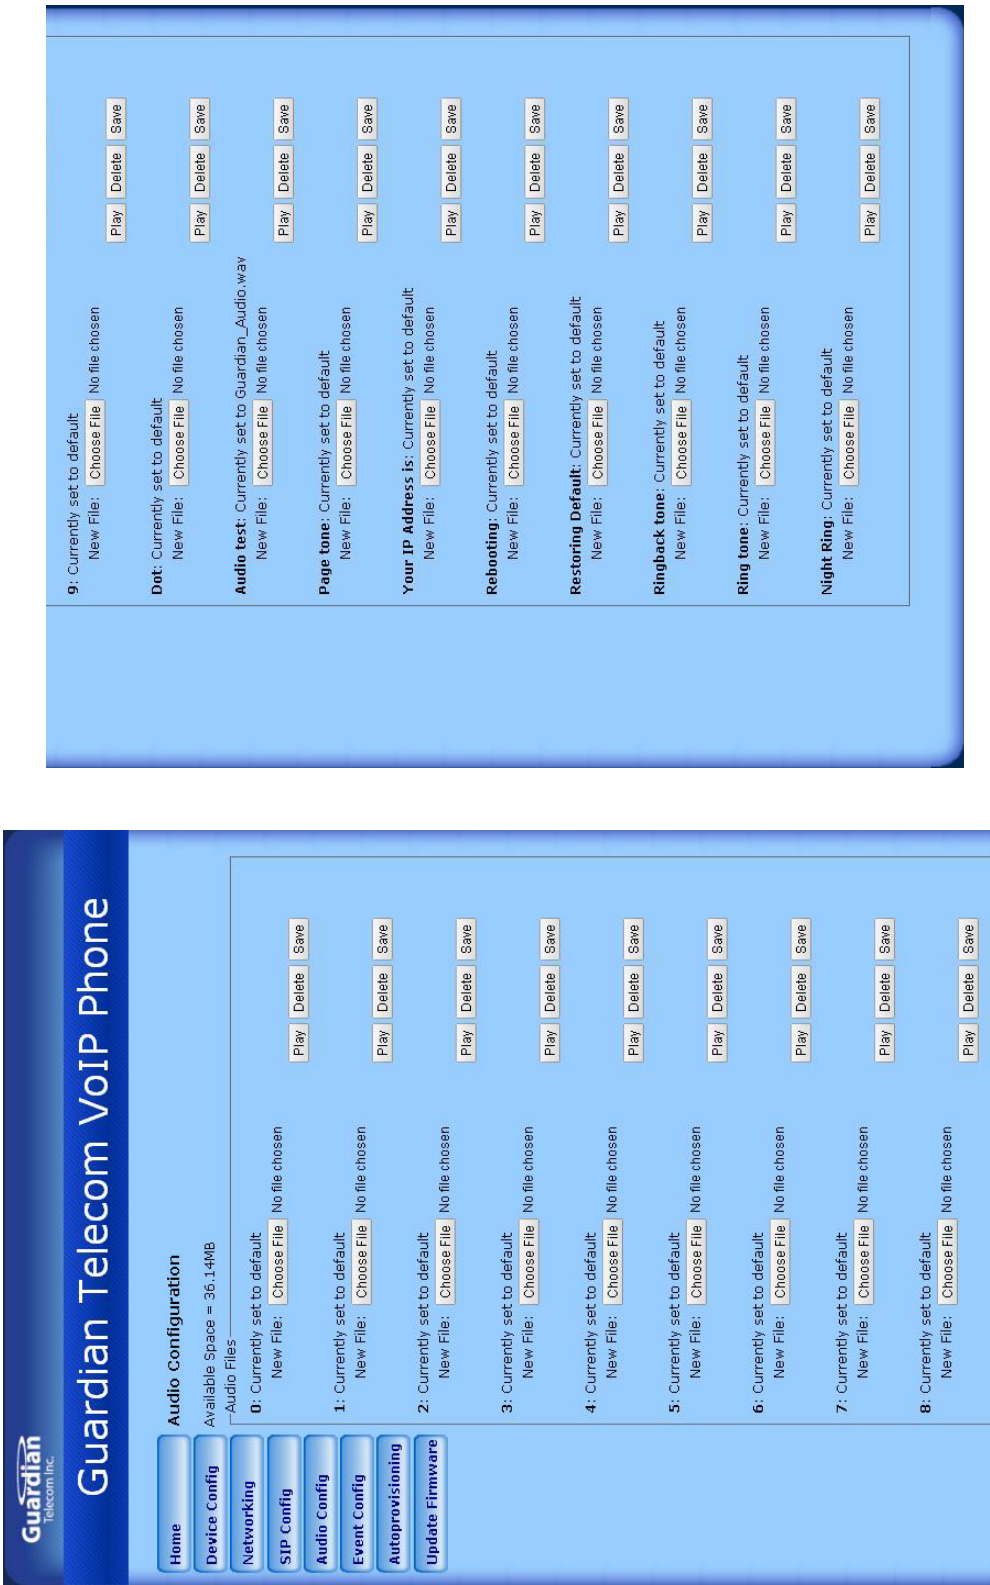 Guardian
Telecom Inc.
Guardian Telecom VoIP Phone
Home
Device Config
Networking
SIP Config
Audio Config
Event Config
Autoprovisioning
Update Firmware
Audio Configuration
Available Space = 36.14MB
Audio Files
0: Currently set to default
New File: Choose File No file chosen
Play Delete Save
1: Currently set to default
New File: Choose File No file chosen
Play Delete Save
2: Currently set to default
New File: Choose File No file chosen
Play Delete Save
3: Currently set to default
New File: Choose File No file chosen
Play Delete Save
4: Currently set to default
New File: Choose File No file chosen
Play Delete Save
5: Currently set to default
New File: Choose File No file chosen
Play Delete Save
6: Currently set to default
New File: Choose File No file chosen
Play Delete Save
7: Currently set to default
New File: Choose File No file chosen
Play Delete Save
8: Currently set to default
New File: Choose File No file chosen
Play Delete Save
9: Currently set to default
New File: Choose File No file chosen
Play Delete Save
Dot: Currently set to default
New File: Choose File No file chosen
Play Delete Save
Audio test: Currently set to Guardian_Audio.wav
New File: Choose File No file chosen
Play Delete Save
Page tone: Currently set to default
New File: Choose File No file chosen
Play Delete Save
Your IP Address is: Currently set to default
New File: Choose File No file chosen
Play Delete Save
Rebooting: Currently set to default
New File: Choose File No file chosen
Play Delete Save
Restoring Default: Currently set to default
New File: Choose File No file chosen
Play Delete Save
Ringback tone: Currently set to default
New File: Choose File No file chosen
Play Delete Save
Ring tone: Currently set to default
New File: Choose File No file chosen
Play Delete Save
Night Ring: Currently set to default
New File: Choose File No file chosen
Play Delete Save